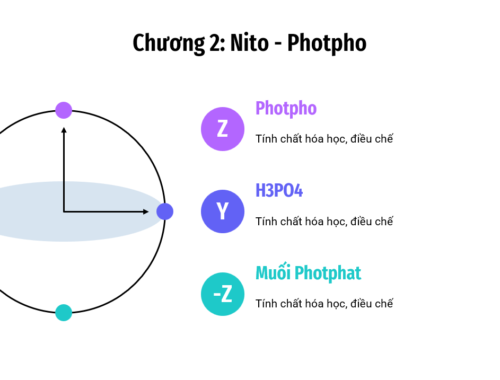 Chương 2: Nito - Photpho
Z
Photpho
Tính chất hóa học, điều chế
Y
H3PO4
Tính chất hóa học, điều chế
-Z
Muối Photphat
Tính chất hóa học, điều chế